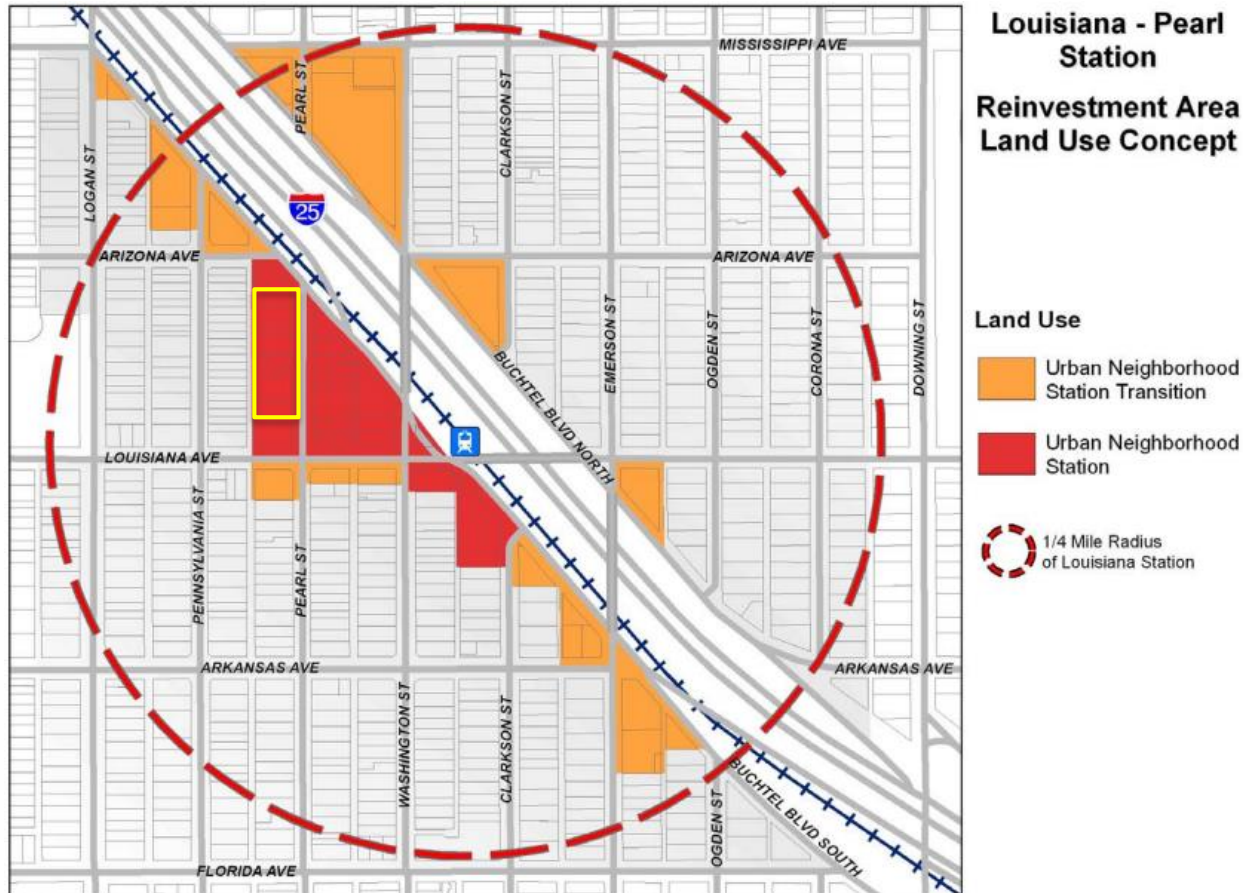 Louisiana - Pearl
Station
Reinvestment Area
Land Use Concept
MISSISSIPPI AVE
PEARL ST
CLARKSON ST
LOGAN ST
25
ARIZONA AVE
ARIZONA AVE
EMERSON ST
OGDEN ST
CORONA ST
DOWNING ST
BUCHTEL BLVD NORTH
LOUISIANA AVE
PENNSYLVANIA ST
PEARL ST
ARKANSAS AVE
ARKANSAS AVE
WASHINGTON ST
CLARKSON ST
OGDEN ST
BUCHTEL BLVD SOUTH
FLORIDA AVE
Land Use
Urban Neighborhood
Station Transition
Urban Neighborhood
Station
1/4 Mile Radius
of Louisiana Station